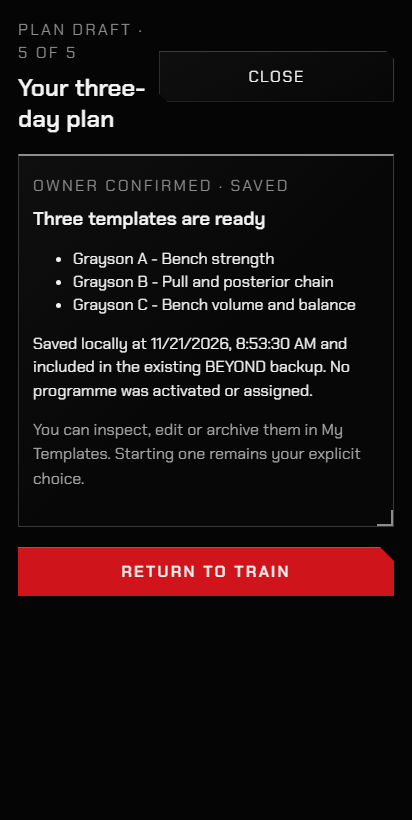 PLAN DRAFT ·
5 OF 5
Your three-
day plan
CLOSE
OWNER CONFIRMED · SAVED
Three templates are ready
• Grayson A - Bench strength
• Grayson B - Pull and posterior chain
• Grayson C - Bench volume and balance
Saved locally at 11/21/2026, 8:53:30 AM and
included in the existing BEYOND backup. No
programme was activated or assigned.
You can inspect, edit or archive them in My
Templates. Starting one remains your explicit
choice.
RETURN TO TRAIN